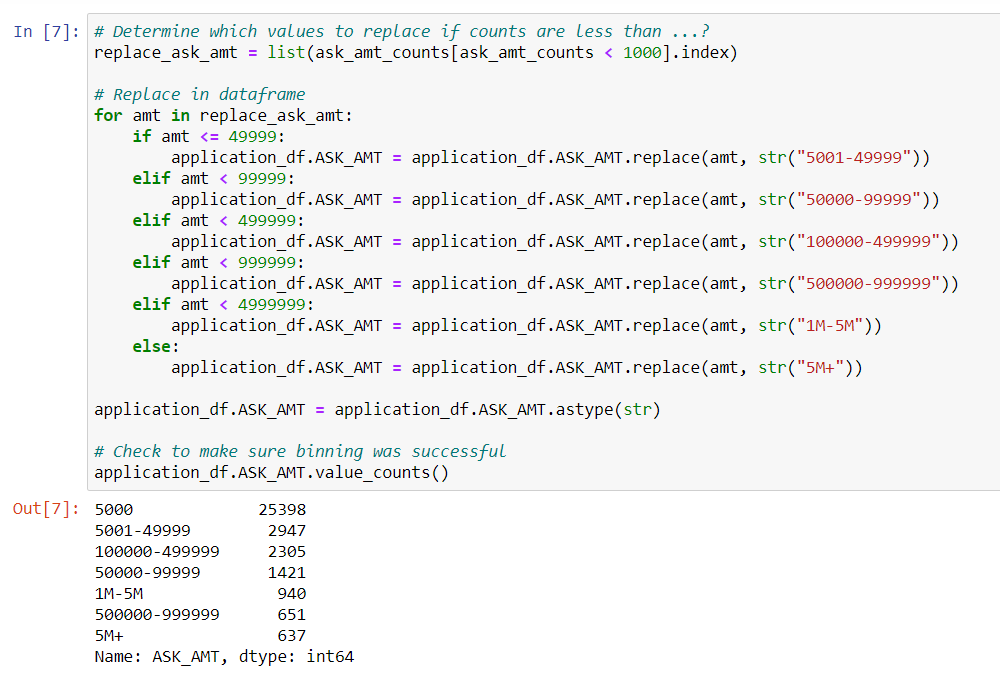 In [7]: # Determine which values to replace if counts are less than ...?
replace_ask_amt = list(ask_amt_counts[ask_amt_counts < 1000].index)

# Replace in dataframe
for amt in replace_ask_amt:
    if amt <= 49999:
        application_df.ASK_AMT = application_df.ASK_AMT.replace(amt, str("5001-49999"))
    elif amt < 99999:
        application_df.ASK_AMT = application_df.ASK_AMT.replace(amt, str("50000-99999"))
    elif amt < 499999:
        application_df.ASK_AMT = application_df.ASK_AMT.replace(amt, str("100000-499999"))
    elif amt < 999999:
        application_df.ASK_AMT = application_df.ASK_AMT.replace(amt, str("500000-999999"))
    elif amt < 4999999:
        application_df.ASK_AMT = application_df.ASK_AMT.replace(amt, str("1M-5M"))
    else:
        application_df.ASK_AMT = application_df.ASK_AMT.replace(amt, str("5M+"))

application_df.ASK_AMT = application_df.ASK_AMT.astype(str)

# Check to make sure binning was successful
application_df.ASK_AMT.value_counts()
Out[7]: 5000             25398
5001-49999        2947
100000-499999     2305
50000-99999       1421
1M-5M              940
500000-999999      651
5M+                637
Name: ASK_AMT, dtype: int64